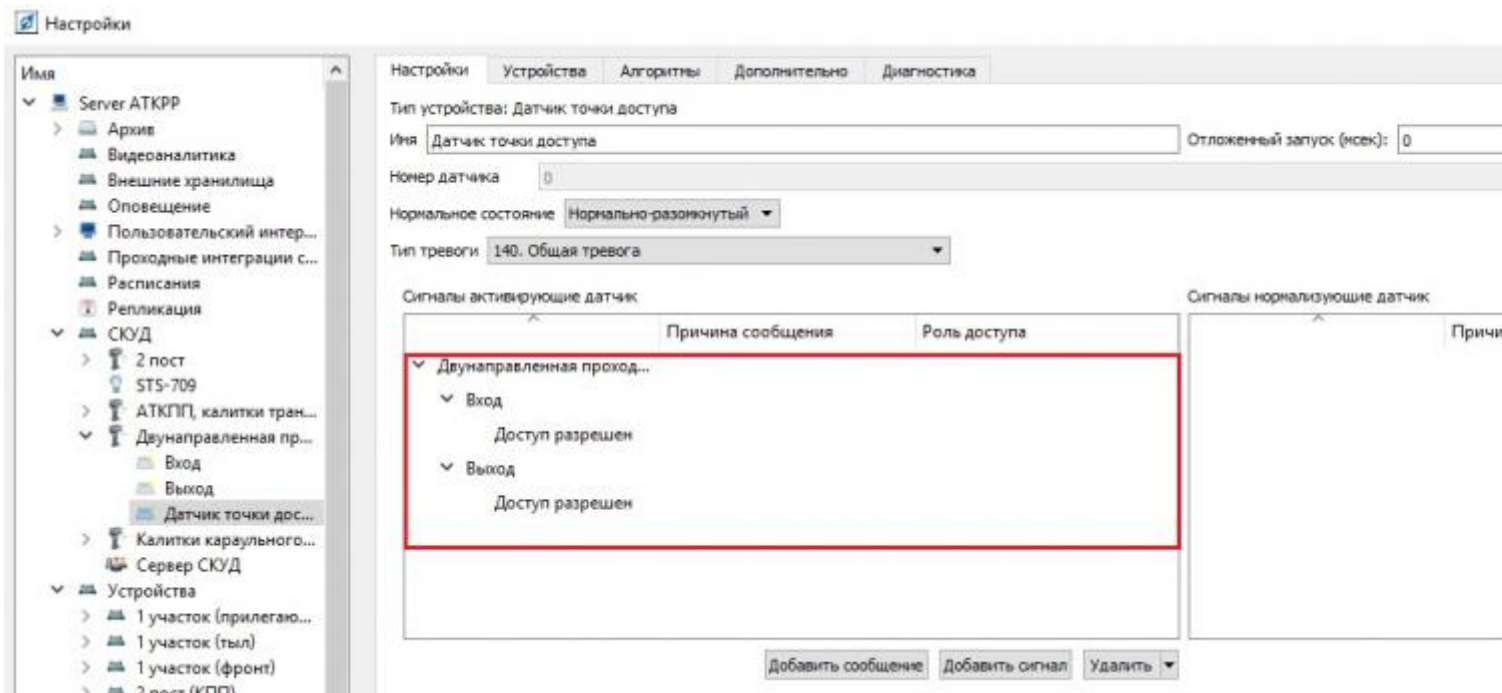 Настройки
Имя
Server АТКРР
Архив
Видеоаналитика
Внешние хранилища
Оповещение
Пользовательский интер...
Проходные интеграции с...
Расписания
Репликация
СКУД
2 пост
STS-709
АТКПП, калитки тран...
Двунаправленная пр...
Вход
Выход
Датчик точки дос...
Калитки караульного...
Сервер СКУД
Устройства
1 участок (прилегаю...
1 участок (тыл)
1 участок (фронт)
2 пост (КПП)
Настройки Устройства Алгоритмы Дополнительно Диагностика
Тип устройства: Датчик точки доступа
Имя Датчик точки доступа Отложенный запуск (мсек): 0
Номер датчика 0
Нормальное состояние Нормально-разомкнутый
Тип тревоги 140. Общая тревога
Сигналы активирующие датчик Сигналы нормализующие датчик
Причина сообщения Роль доступа Причи
Двунаправленная проход...
Вход
Доступ разрешен
Выход
Доступ разрешен
Добавить сообщение Добавить сигнал Удалить